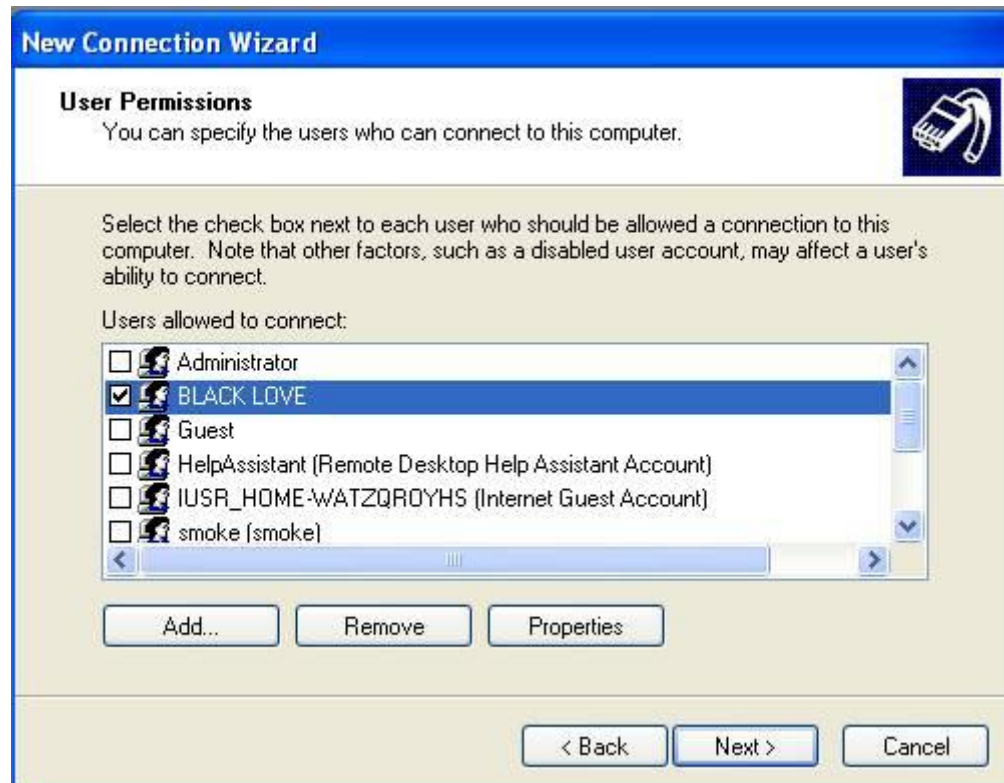 New Connection Wizard
User Permissions
You can specify the users who can connect to this computer.
Select the check box next to each user who should be allowed a connection to this
computer. Note that other factors, such as a disabled user account, may affect a user's
ability to connect.
Users allowed to connect:
Administrator
BLACK LOVE
Guest
HelpAssistant (Remote Desktop Help Assistant Account)
IUSR_HOME-WATZQROYHS (Internet Guest Account)
smoke (smoke)
Add... Remove Properties
< Back Next > Cancel